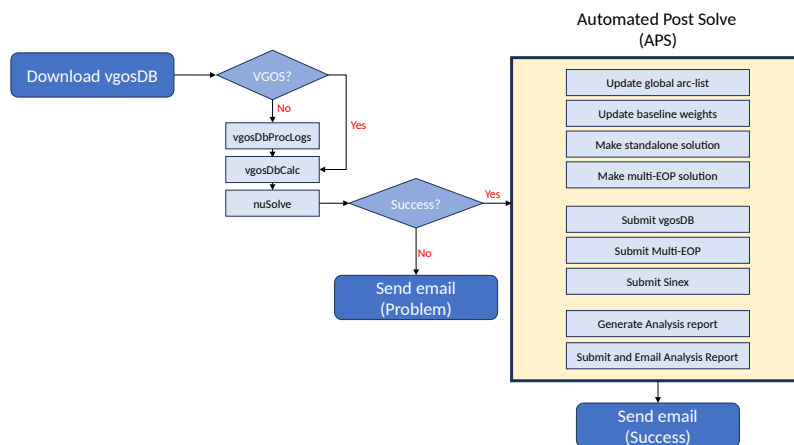 Automated Post Solve
(APS)
Download vgosDB
VGOS?
No
Yes
vgosDbProcLogs
vgosDbCalc
nuSolve
Success?
Yes
No
Send email
(Problem)
Update global arc-list
Update baseline weights
Make standalone solution
Make multi-EOP solution
Submit vgosDB
Submit Multi-EOP
Submit Sinex
Generate Analysis report
Submit and Email Analysis Report
Send email
(Success)